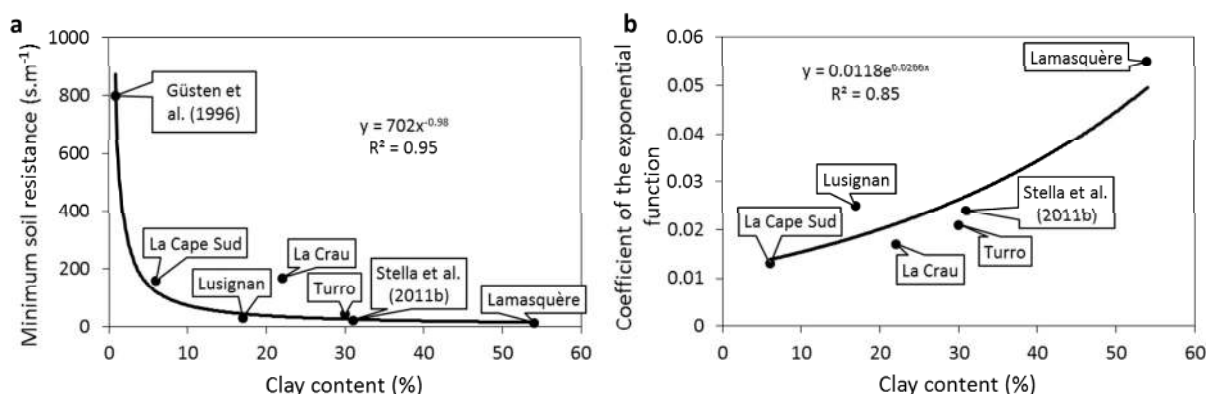 a
Minimum soil resistance (s.m⁻¹)
1000
800
600
400
200
0
Güsten et
al. (1996)
y = 702x⁻⁰·⁹⁸
R² = 0.95
La Cape Sud
Lusignan
La Crau
Turro
Stella et al.
(2011b)
Lamasquère
0 10 20 30 40 50 60
Clay content (%)
b
Coefficient of the exponential
function
0.06
0.05
0.04
0.03
0.02
0.01
0
y = 0.0118e⁰·⁰²⁶⁶ˣ
R² = 0.85
Lamasquère
Lusignan
La Cape Sud
Stella et al.
(2011b)
Turro
La Crau
0 10 20 30 40 50 60
Clay content (%)